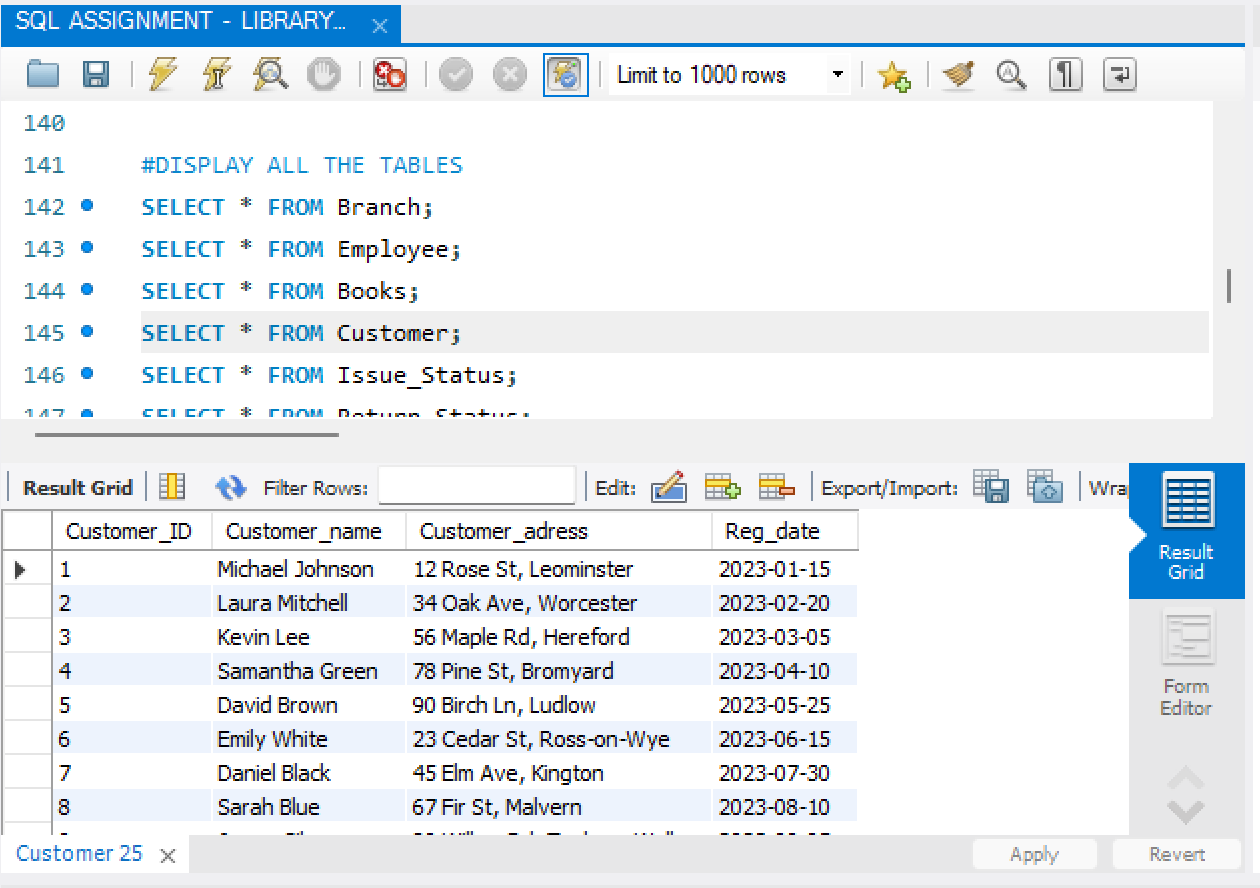 SQL ASSIGNMENT - LIBRARY...
Limit to 1000 rows
140
141 #DISPLAY ALL THE TABLES
142 SELECT * FROM Branch;
143 SELECT * FROM Employee;
144 SELECT * FROM Books;
145 SELECT * FROM Customer;
146 SELECT * FROM Issue_Status;
147 SELECT * FROM Return_Status;
Result Grid Filter Rows: Edit: Export/Import: Wra
Customer_ID Customer_name Customer_adress Reg_date
1 Michael Johnson 12 Rose St, Leominster 2023-01-15
2 Laura Mitchell 34 Oak Ave, Worcester 2023-02-20
3 Kevin Lee 56 Maple Rd, Hereford 2023-03-05
4 Samantha Green 78 Pine St, Bromyard 2023-04-10
5 David Brown 90 Birch Ln, Ludlow 2023-05-25
6 Emily White 23 Cedar St, Ross-on-Wye 2023-06-15
7 Daniel Black 45 Elm Ave, Kington 2023-07-30
8 Sarah Blue 67 Fir St, Malvern 2023-08-10
Result
Grid
Form
Editor
Customer 25
Apply Revert